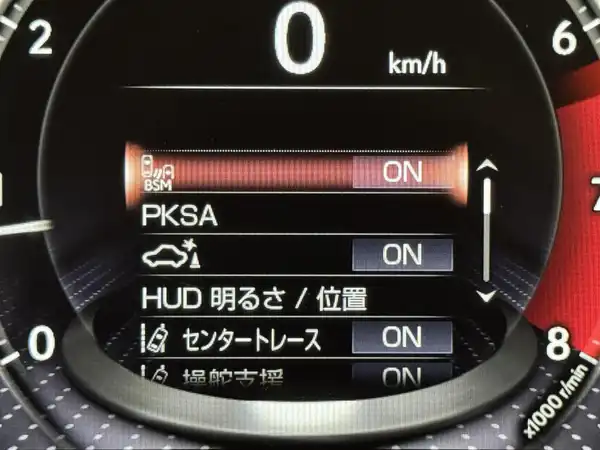 0
km/h
2
6
BSM ON
PKSA
ON
HUD 明るさ / 位置
センタートレース ON
操舵支援 ON
7
0
8
x1000 r/min